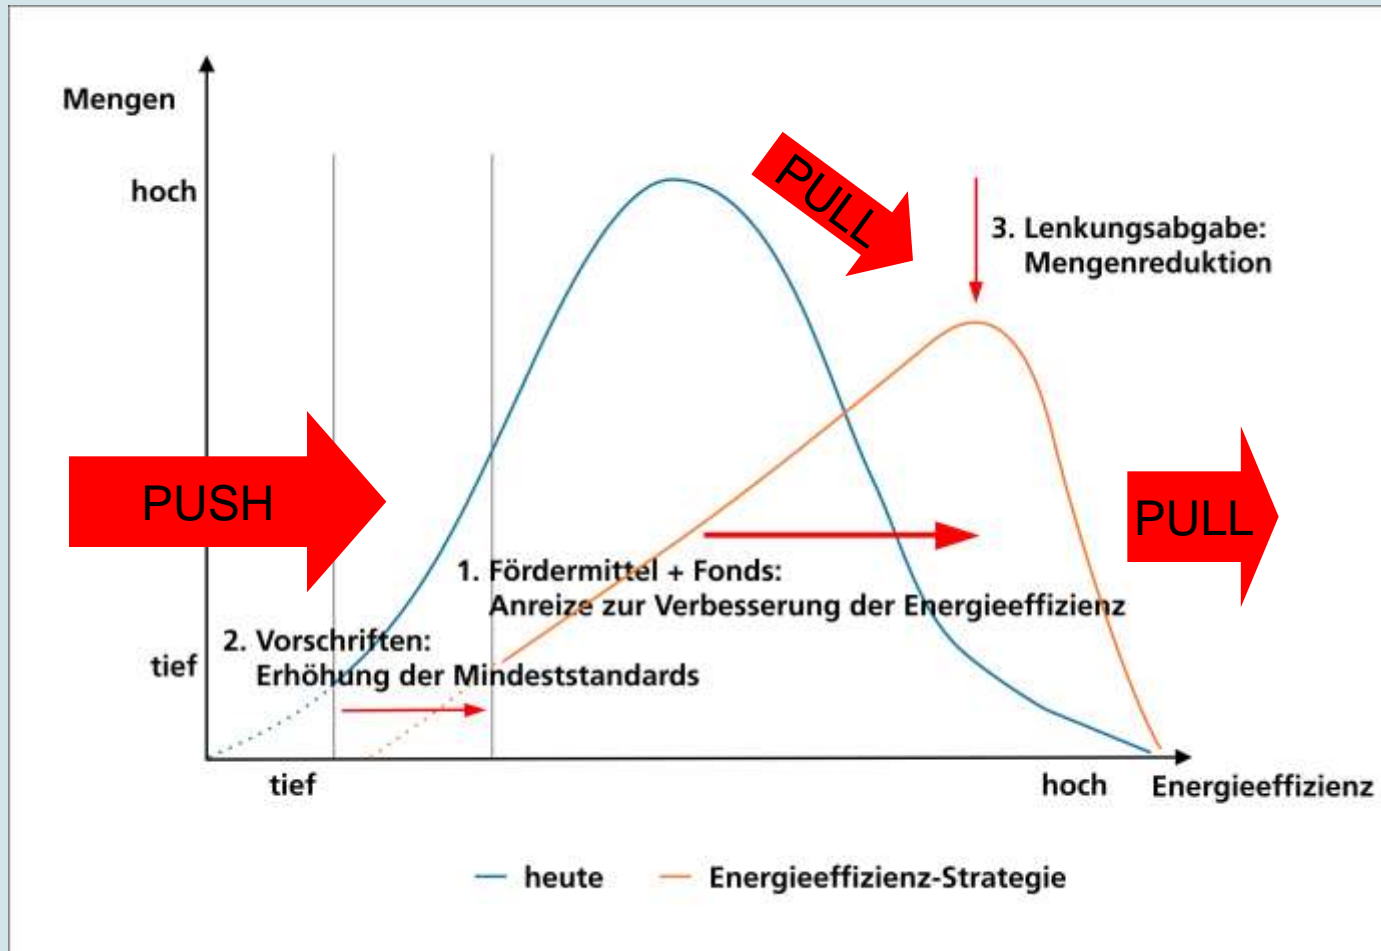 Mengen
hoch
PULL
3. Lenkungsabgabe:
Mengenreduktion
PUSH
PULL
1. Fördermittel + Fonds:
Anreize zur Verbesserung der Energieeffizienz
2. Vorschriften:
Erhöhung der Mindeststandards
tief
tief
hoch
Energieeffizienz
heute
Energieeffizienz-Strategie